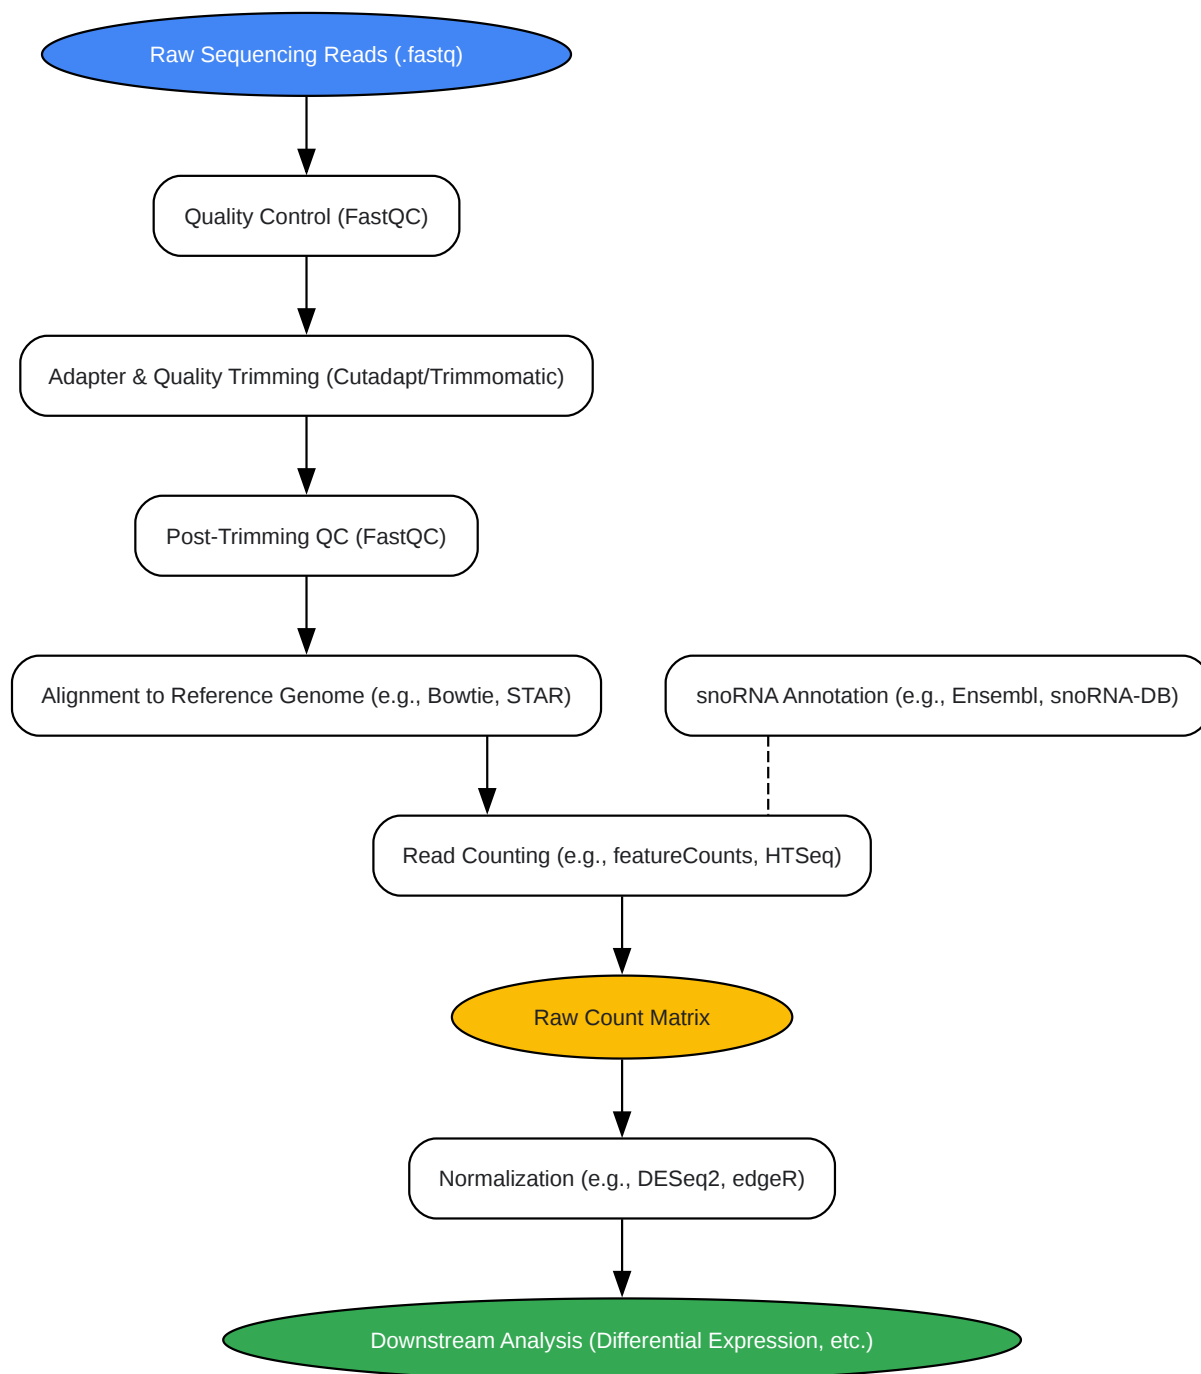 Raw Sequencing Reads (.fastq)
Quality Control (FastQC)
Adapter & Quality Trimming (Cutadapt/Trimmomatic)
Post-Trimming QC (FastQC)
Alignment to Reference Genome (e.g., Bowtie, STAR)
snoRNA Annotation (e.g., Ensembl, snoRNA-DB)
Read Counting (e.g., featureCounts, HTSeq)
Raw Count Matrix
Normalization (e.g., DESeq2, edgeR)
Downstream Analysis (Differential Expression, etc.)